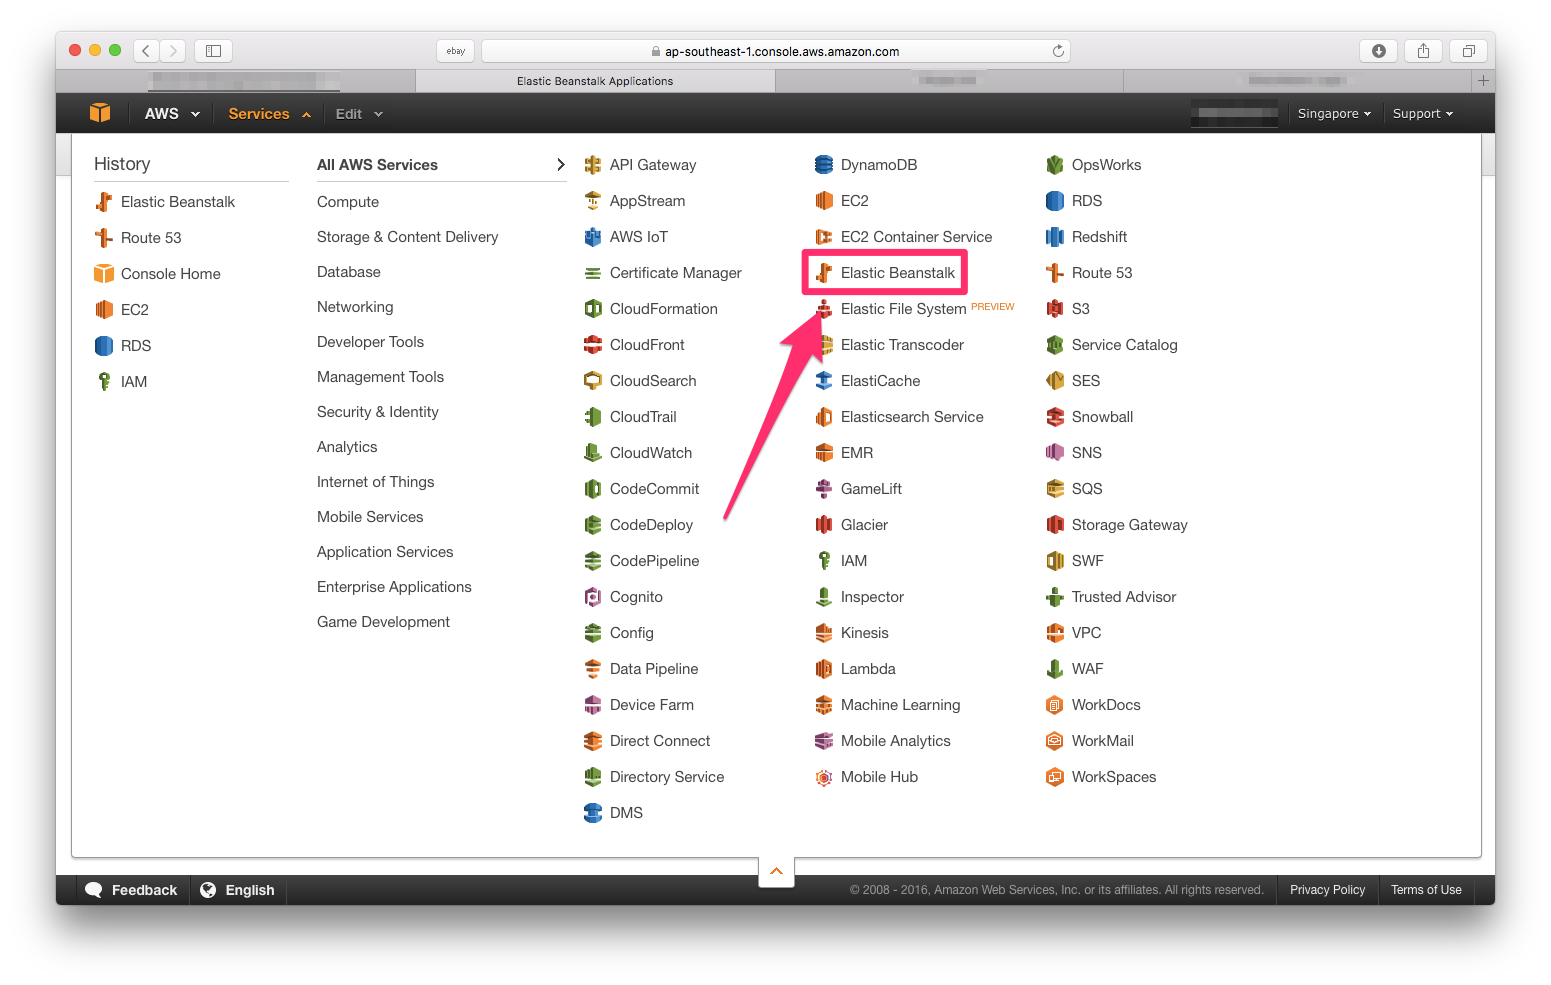 ebay
ap-southeast-1.console.aws.amazon.com
Elastic Beanstalk Applications
AWS
Services
Edit
Singapore
Support
History
Elastic Beanstalk
Route 53
Console Home
EC2
RDS
IAM
All AWS Services
Compute
Storage & Content Delivery
Database
Networking
Developer Tools
Management Tools
Security & Identity
Analytics
Internet of Things
Mobile Services
Application Services
Enterprise Applications
Game Development
API Gateway
AppStream
AWS IoT
Certificate Manager
CloudFormation
CloudFront
CloudSearch
CloudTrail
CloudWatch
CodeCommit
CodeDeploy
CodePipeline
Cognito
Config
Data Pipeline
Device Farm
Direct Connect
Directory Service
DMS
DynamoDB
EC2
EC2 Container Service
Elastic Beanstalk
Elastic File System PREVIEW
Elastic Transcoder
ElastiCache
Elasticsearch Service
EMR
GameLift
Glacier
IAM
Inspector
Kinesis
Lambda
Machine Learning
Mobile Analytics
Mobile Hub
OpsWorks
RDS
Redshift
Route 53
S3
Service Catalog
SES
Snowball
SNS
SQS
Storage Gateway
SWF
Trusted Advisor
VPC
WAF
WorkDocs
WorkMail
WorkSpaces
Feedback
English
© 2008 - 2016, Amazon Web Services, Inc. or its affiliates. All rights reserved.
Privacy Policy
Terms of Use